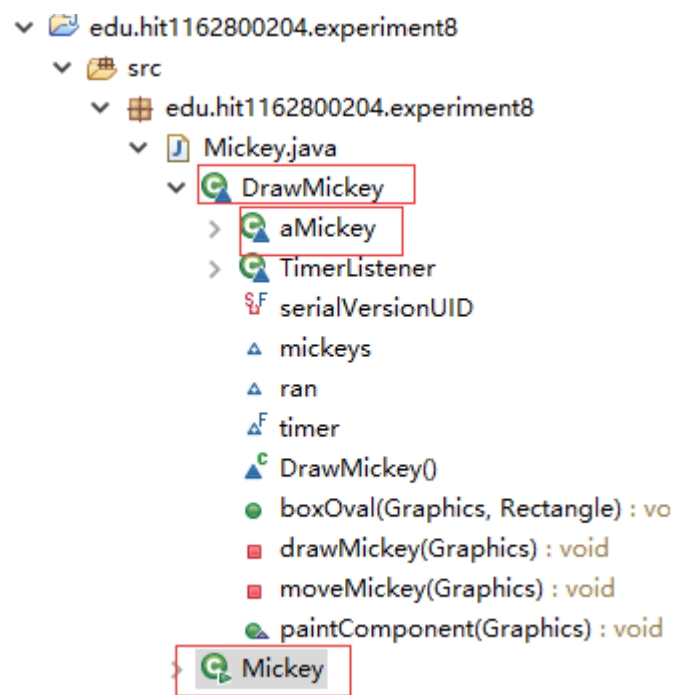 edu.hit1162800204.experiment8
src
edu.hit1162800204.experiment8
Mickey.java
DrawMickey
aMickey
TimerListener
serialVersionUID
mickeys
ran
timer
DrawMickey()
boxOval(Graphics, Rectangle) : vo
drawMickey(Graphics) : void
moveMickey(Graphics) : void
paintComponent(Graphics) : void
Mickey